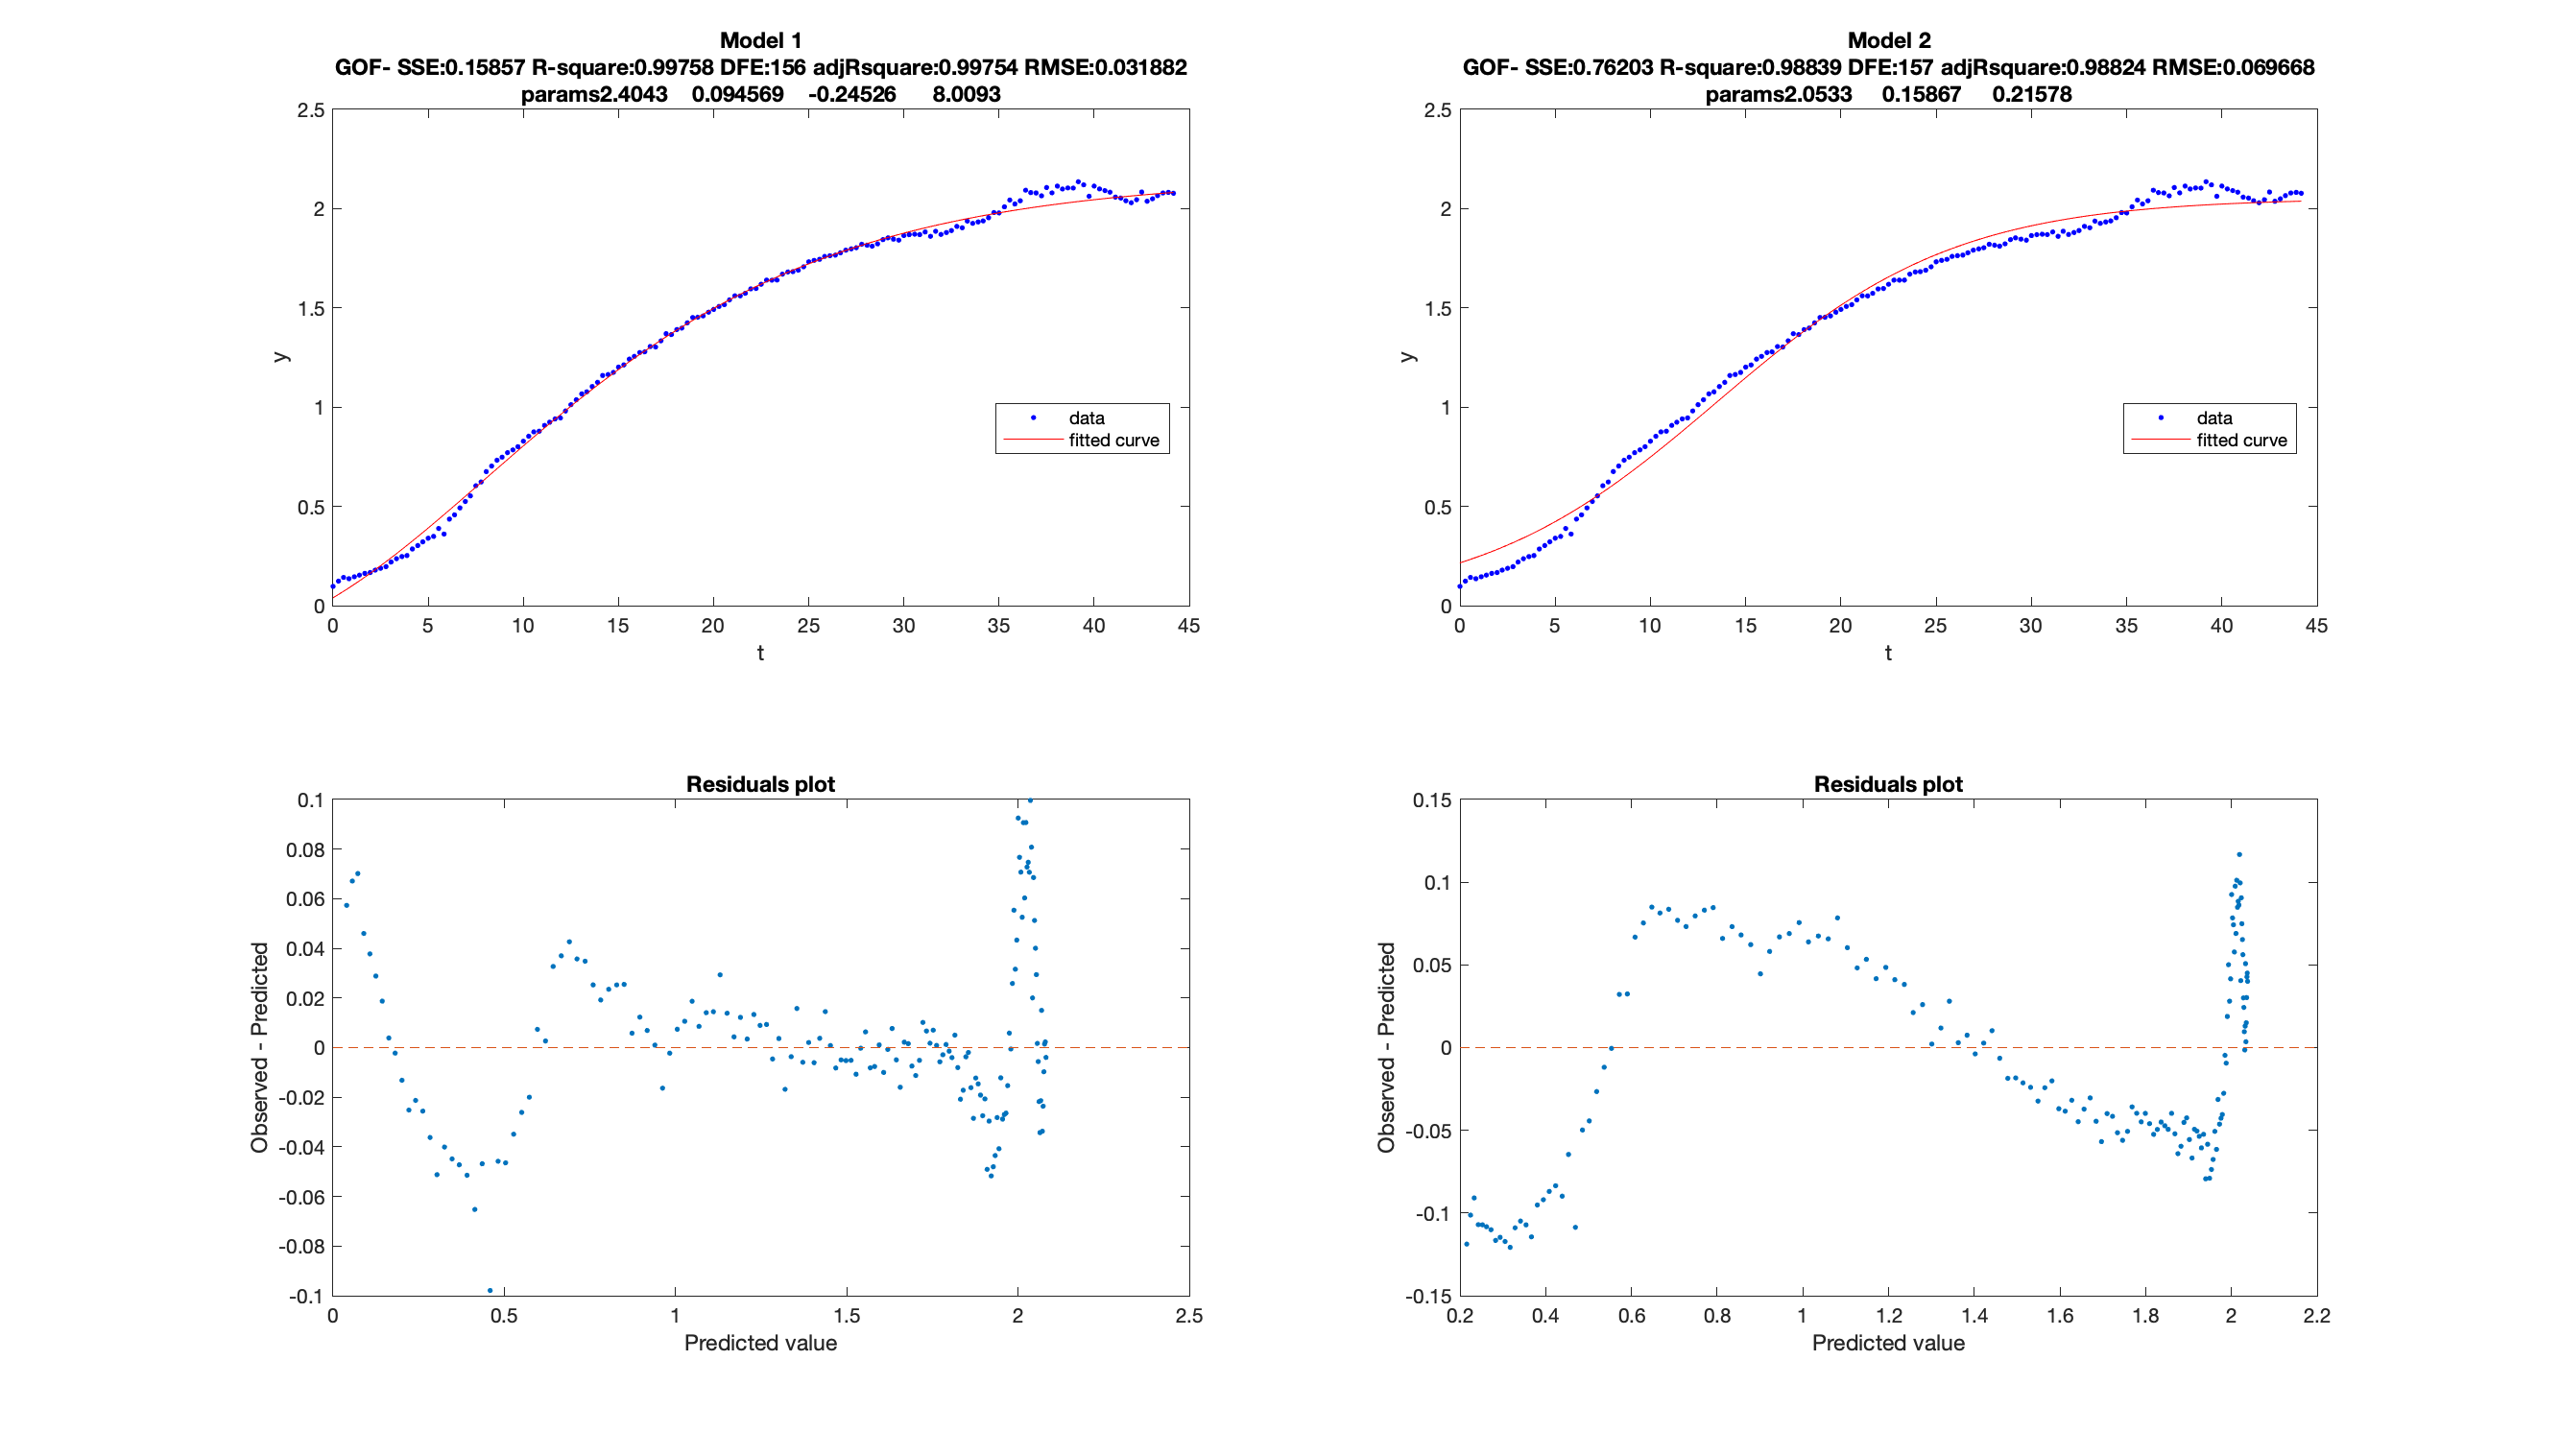 Model 1
GOF- SSE:0.15857 R-square:0.99758 DFE:156 adjRsquare:0.99754 RMSE:0.031882
params2.4043 0.094569 -0.24526 8.0093
2.5
2
1.5
1
0.5
0
y
0 5 10 15 20 25 30 35 40 45
t
data
fitted curve
Model 2
GOF- SSE:0.76203 R-square:0.98839 DFE:157 adjRsquare:0.98824 RMSE:0.069668
params2.0533 0.15867 0.21578
2.5
2
1.5
1
0.5
0
y
0 5 10 15 20 25 30 35 40 45
t
data
fitted curve
Residuals plot
0.1
0.08
0.06
0.04
0.02
0
-0.02
-0.04
-0.06
-0.08
-0.1
Observed - Predicted
0 0.5 1 1.5 2 2.5
Predicted value
Residuals plot
0.15
0.1
0.05
0
-0.05
-0.1
-0.15
Observed - Predicted
0.2 0.4 0.6 0.8 1 1.2 1.4 1.6 1.8 2 2.2
Predicted value